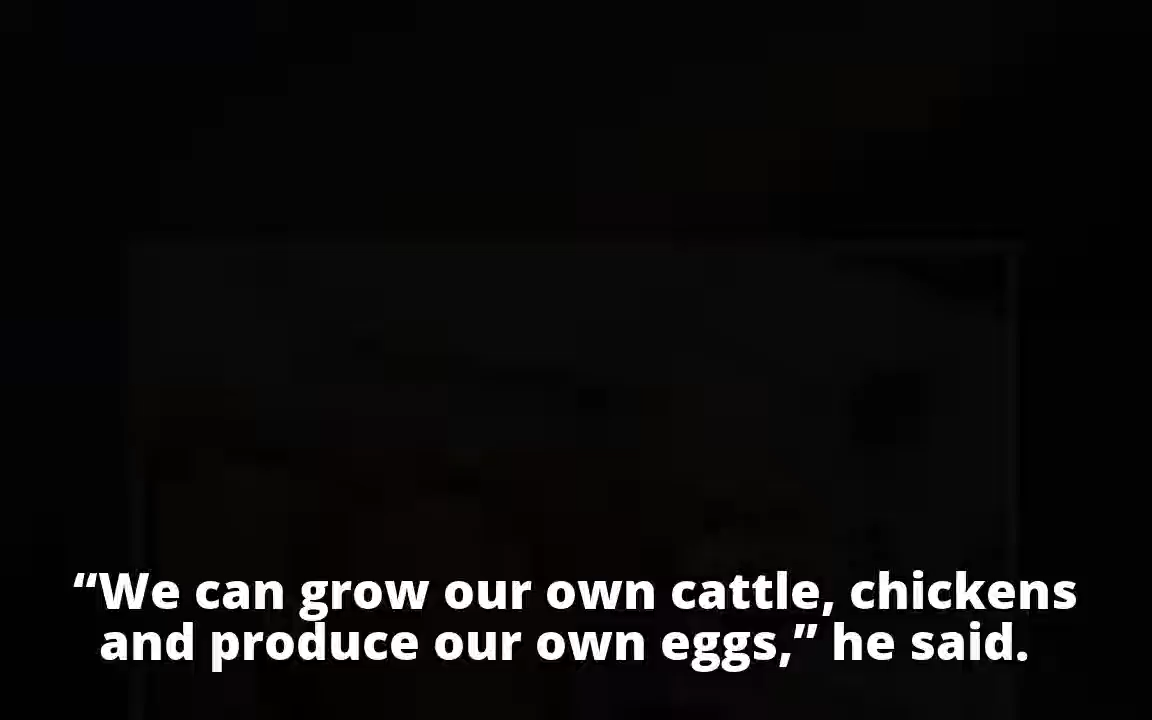 “We can grow our own cattle, chickens
and produce our own eggs,” he said.